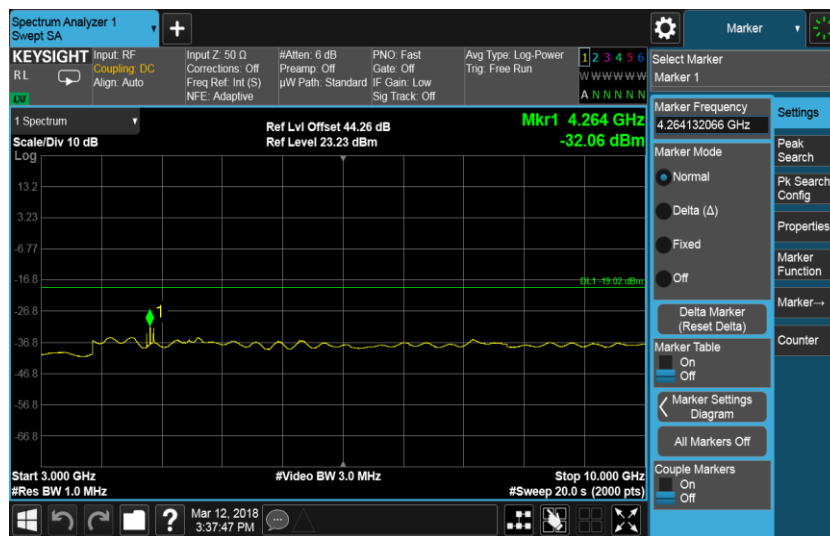 Spectrum Analyzer 1
Swept SA
Marker
KEYSIGHT
RL
LXI
Input: RF
Coupling: DC
Align: Auto
Input Z: 50 Ω
Corrections: Off
Freq Ref: Int (S)
NFE: Adaptive
#Atten: 6 dB
Preamp: Off
µW Path: Standard
PNO: Fast
Gate: Off
IF Gain: Low
Sig Track: Off
Avg Type: Log-Power
Trig: Free Run
1 2 3 4 5 6
W W W W W W
A N N N N N
Select Marker
Marker 1
1 Spectrum
Scale/Div 10 dB
Ref Lvl Offset 44.26 dB
Ref Level 23.23 dBm
Mkr1 4.264 GHz
-32.06 dBm
Log
13.2
3.23
-6.77
-16.8
-26.8
-36.8
-46.8
-56.8
-66.8
DL1 -19.02 dBm
1
Start 3.000 GHz
#Res BW 1.0 MHz
#Video BW 3.0 MHz
Stop 10.000 GHz
#Sweep 20.0 s (2000 pts)
Marker Frequency
4.264132066 GHz
Marker Mode
Normal
Delta (Δ)
Fixed
Off
Delta Marker
(Reset Delta)
Marker Table
On
Off
Marker Settings
Diagram
All Markers Off
Couple Markers
On
Off
Settings
Peak
Search
Pk Search
Config
Properties
Marker
Function
Marker→
Counter
?
Mar 12, 2018
3:37:47 PM